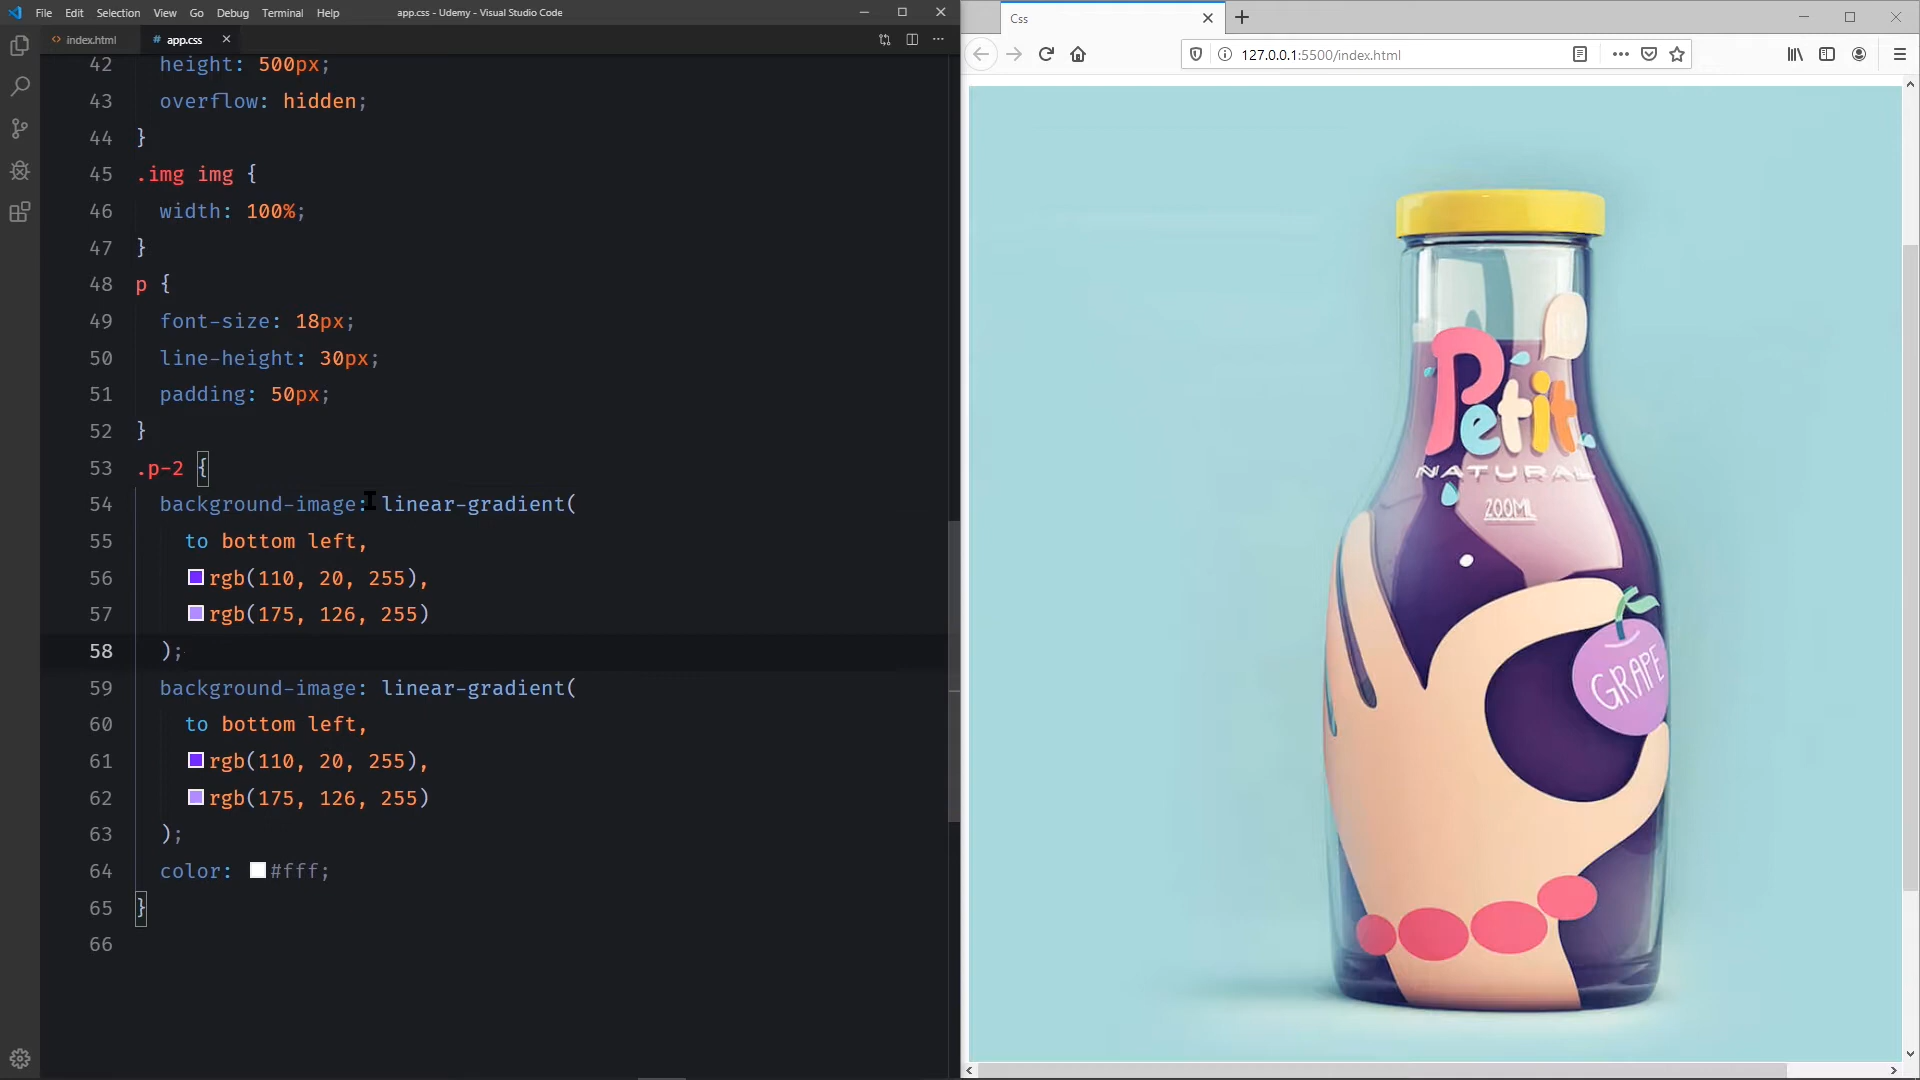 File Edit Selection View Go Debug Terminal Help
app.css - Udemy - Visual Studio Code
<> index.html
# app.css
42 height: 500px;
43 overflow: hidden;
44 }
45 .img img {
46 width: 100%;
47 }
48 p {
49 font-size: 18px;
50 line-height: 30px;
51 padding: 50px;
52 }
53 .p-2 {
54 background-image: linear-gradient(
55 to bottom left,
56 rgb(110, 20, 255),
57 rgb(175, 126, 255)
58 );
59 background-image: linear-gradient(
60 to bottom left,
61 rgb(110, 20, 255),
62 rgb(175, 126, 255)
63 );
64 color: #fff;
65 }
66
Css
127.0.0.1:5500/index.html
Petit
NATURAL
200ML
GRAPE